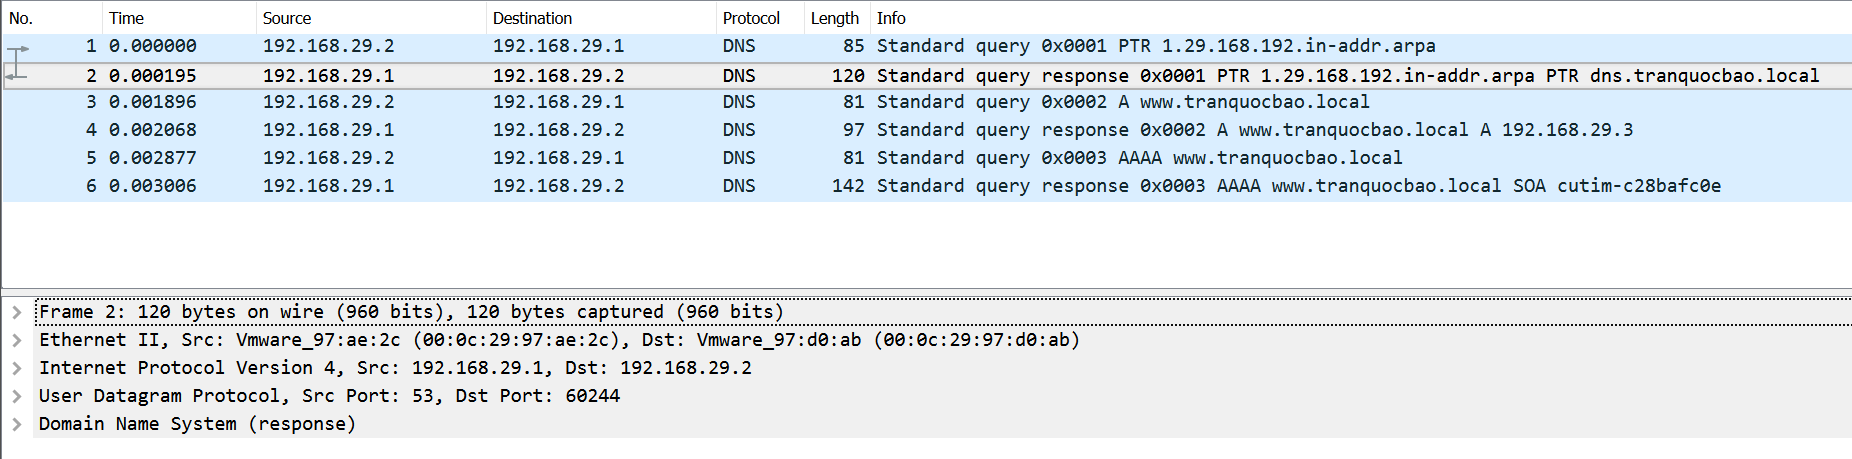 No. Time Source Destination Protocol Length Info
1 0.000000 192.168.29.2 192.168.29.1 DNS 85 Standard query 0x0001 PTR 1.29.168.192.in-addr.arpa
2 0.000195 192.168.29.1 192.168.29.2 DNS 120 Standard query response 0x0001 PTR 1.29.168.192.in-addr.arpa PTR dns.tranquocbao.local
3 0.001896 192.168.29.2 192.168.29.1 DNS 81 Standard query 0x0002 A www.tranquocbao.local
4 0.002068 192.168.29.1 192.168.29.2 DNS 97 Standard query response 0x0002 A www.tranquocbao.local A 192.168.29.3
5 0.002877 192.168.29.2 192.168.29.1 DNS 81 Standard query 0x0003 AAAA www.tranquocbao.local
6 0.003006 192.168.29.1 192.168.29.2 DNS 142 Standard query response 0x0003 AAAA www.tranquocbao.local SOA cutim-c28bafc0e
Frame 2: 120 bytes on wire (960 bits), 120 bytes captured (960 bits)
Ethernet II, Src: Vmware_97:ae:2c (00:0c:29:97:ae:2c), Dst: Vmware_97:d0:ab (00:0c:29:97:d0:ab)
Internet Protocol Version 4, Src: 192.168.29.1, Dst: 192.168.29.2
User Datagram Protocol, Src Port: 53, Dst Port: 60244
Domain Name System (response)